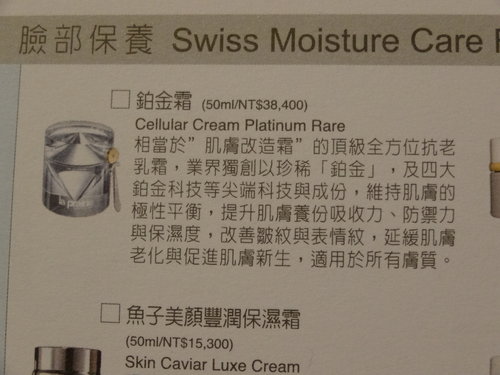 臉部保養 Swiss Moisture Care
鉑金霜 (50ml/NT$38,400)
Cellular Cream Platinum Rare
相當於”肌膚改造霜”的頂級全方位抗老
乳霜，業界獨創以珍稀「鉑金」，及四大
鉑金科技等尖端科技與成份，維持肌膚的
極性平衡，提升肌膚養份吸收力、防禦力
與保濕度，改善皺紋與表情紋，延緩肌膚
老化與促進肌膚新生，適用於所有膚質。
la prairie
魚子美顏豐潤保濕霜
(50ml/NT$15,300)
Skin Caviar Luxe Cream